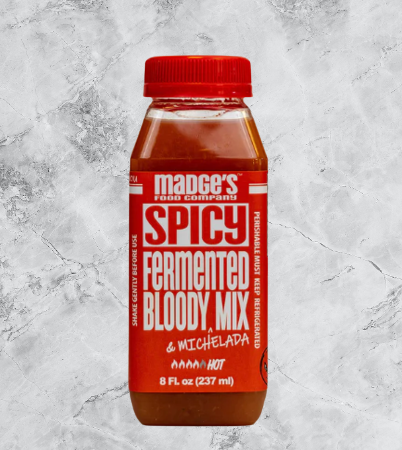 MADGE'S
FOOD COMPANY
SPICY
FERMENTED
BLOODY MIX
& MICHELADA
HOT
8 Fl. oz (237 ml)
SHAKE GENTLY BEFORE USE
PERISHABLE MUST KEEP REFRIGERATED